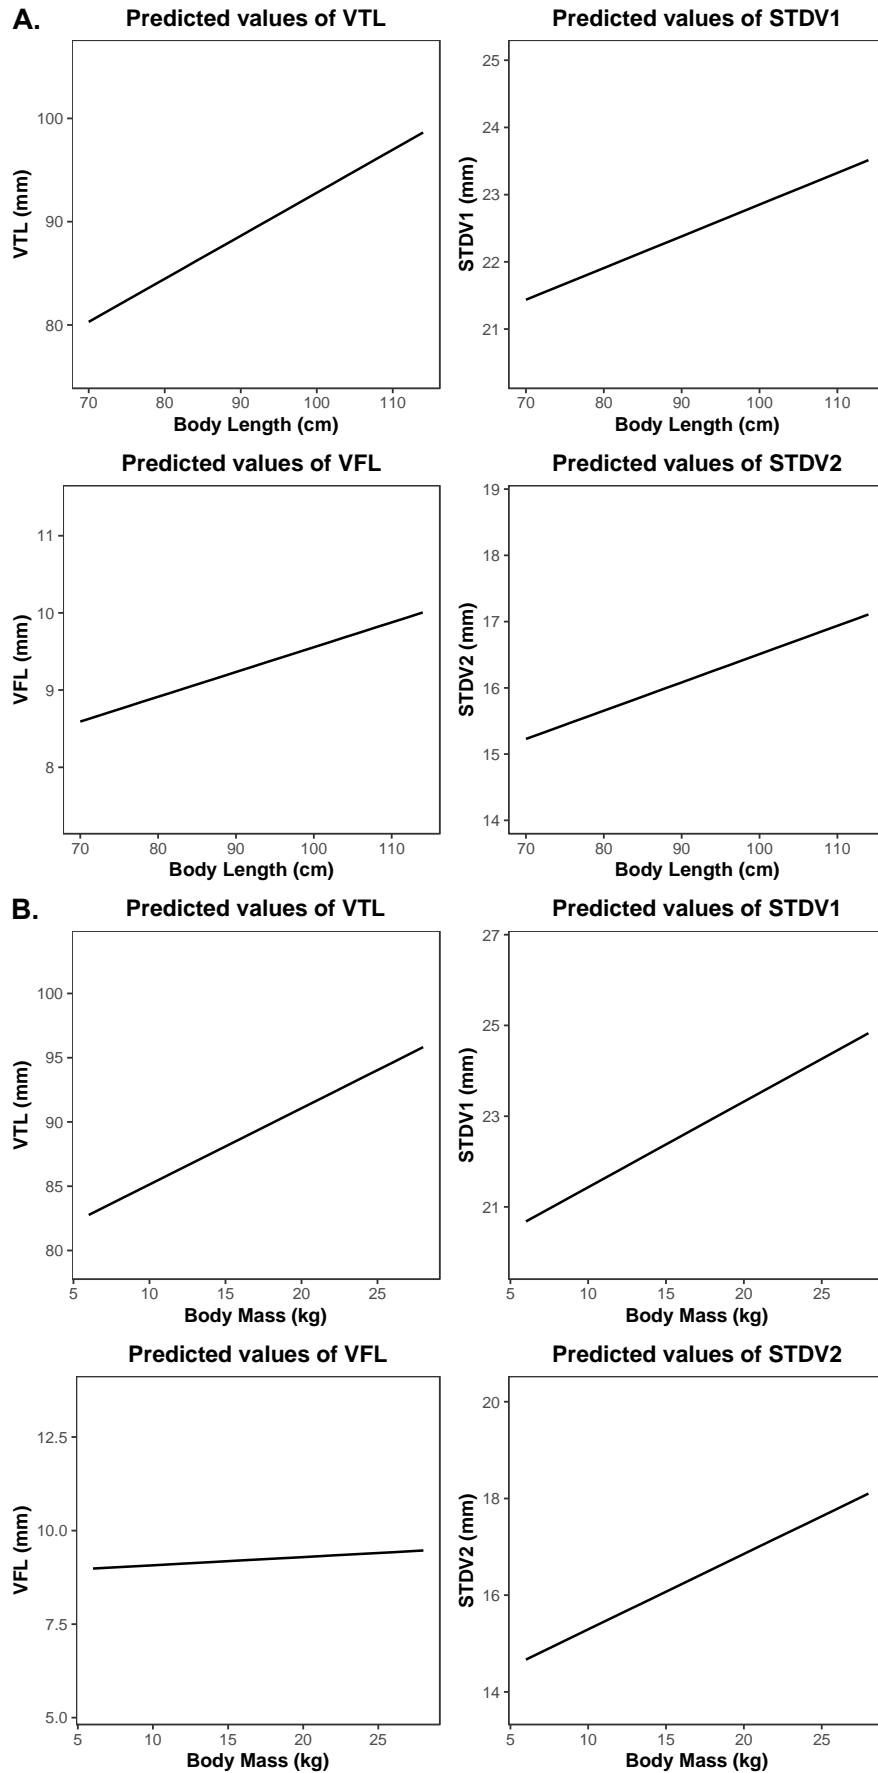 A.
Predicted values of VTL
Predicted values of STDV1
VTL (mm)
100
90
80
70 80 90 100 110
Body Length (cm)
STDV1 (mm)
25
24
23
22
21
70 80 90 100 110
Body Length (cm)
Predicted values of VFL
Predicted values of STDV2
VFL (mm)
11
10
9
8
70 80 90 100 110
Body Length (cm)
STDV2 (mm)
19
18
17
16
15
14
70 80 90 100 110
Body Length (cm)
B.
Predicted values of VTL
Predicted values of STDV1
VTL (mm)
100
95
90
85
80
5 10 15 20 25
Body Mass (kg)
STDV1 (mm)
27
25
23
21
5 10 15 20 25
Body Mass (kg)
Predicted values of VFL
Predicted values of STDV2
VFL (mm)
12.5
10.0
7.5
5.0
5 10 15 20 25
Body Mass (kg)
STDV2 (mm)
20
18
16
14
5 10 15 20 25
Body Mass (kg)